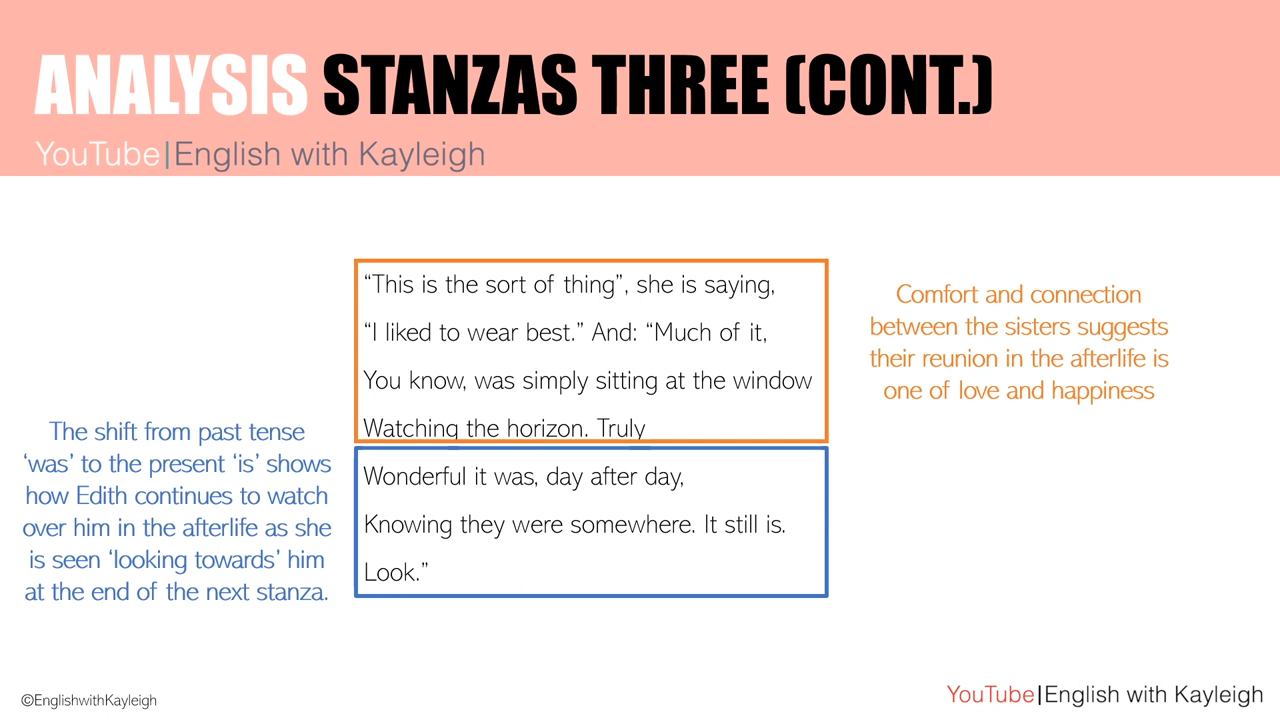 ANALYSIS STANZAS THREE (CONT.)
YouTube|English with Kayleigh
“This is the sort of thing”, she is saying,
“I liked to wear best.” And: “Much of it,
You know, was simply sitting at the window
Watching the horizon. Truly
Wonderful it was, day after day,
Knowing they were somewhere. It still is.
Look.”
Comfort and connection
between the sisters suggests
their reunion in the afterlife is
one of love and happiness
The shift from past tense
‘was’ to the present ‘is’ shows
how Edith continues to watch
over him in the afterlife as she
is seen ‘looking towards’ him
at the end of the next stanza.
©EnglishwithKayleigh
YouTube|English with Kayleigh